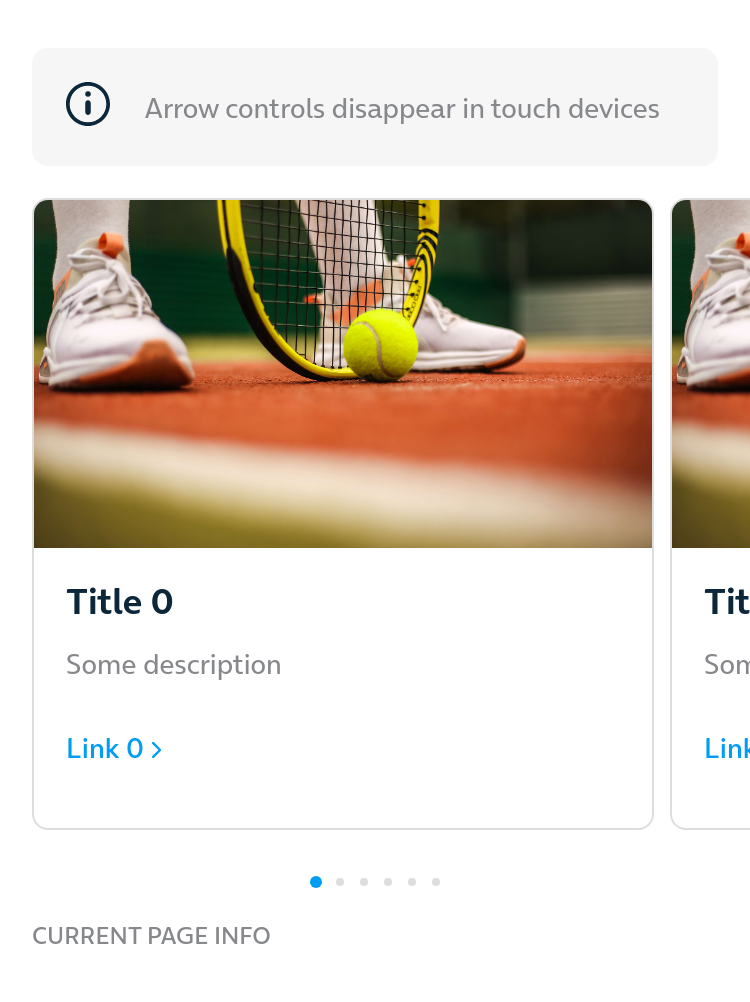 Arrow controls disappear in touch devices
Title 0
Some description
Link 0
Tit
Som
Link
CURRENT PAGE INFO